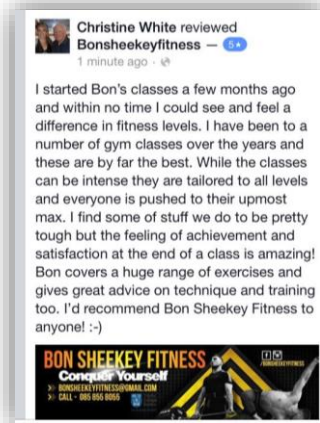 Christine White reviewed
Bonsheekeyfitness — 5★
1 minute ago ·
I started Bon's classes a few months ago
and within no time I could see and feel a
difference in fitness levels. I have been to a
number of gym classes over the years and
these are by far the best. While the classes
can be intense they are tailored to all levels
and everyone is pushed to their upmost
max. I find some of stuff we do to be pretty
tough but the feeling of achievement and
satisfaction at the end of a class is amazing!
Bon covers a huge range of exercises and
gives great advice on technique and training
too. I'd recommend Bon Sheekey Fitness to
anyone! :-)
BON SHEEKEY FITNESS
Conquer Yourself
BONSHEEKEYFITNESS@GMAIL.COM
/BONSHEEKEYFITNESS